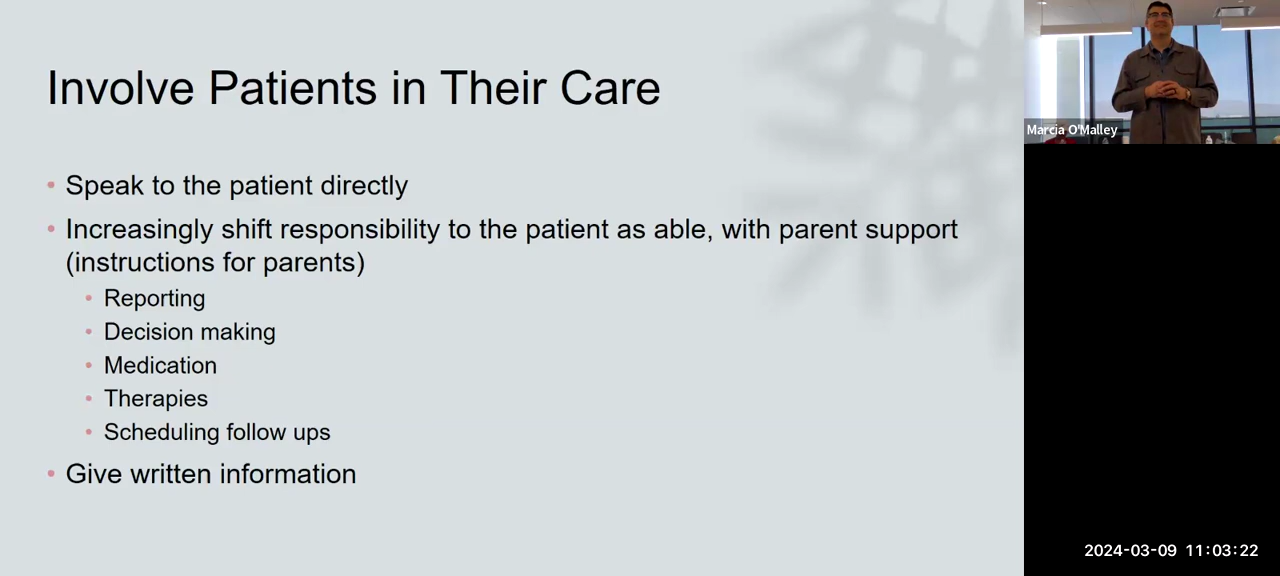 Involve Patients in Their Care
Speak to the patient directly
Increasingly shift responsibility to the patient as able, with parent support
(instructions for parents)
Reporting
Decision making
Medication
Therapies
Scheduling follow ups
Give written information
Marcia O'Malley
2024-03-09 11:03:22